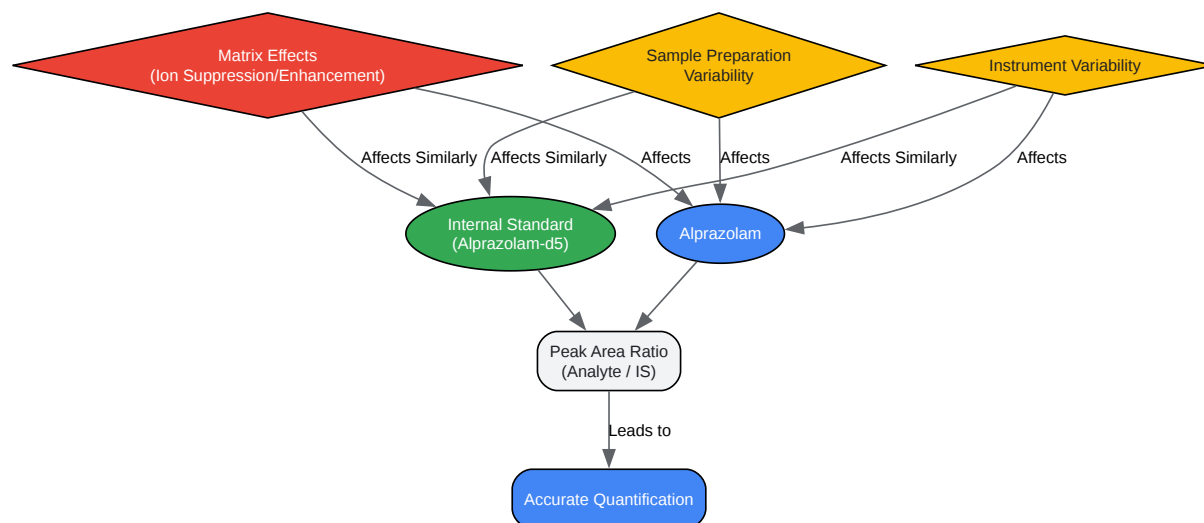 Matrix Effects
(Ion Suppression/Enhancement)
Sample Preparation
Variability
Instrument Variability
Affects Similarly
Affects Similarly
Affects
Affects
Affects Similarly
Affects
Internal Standard
(Alprazolam-d5)
Alprazolam
Peak Area Ratio
(Analyte / IS)
Leads to
Accurate Quantification